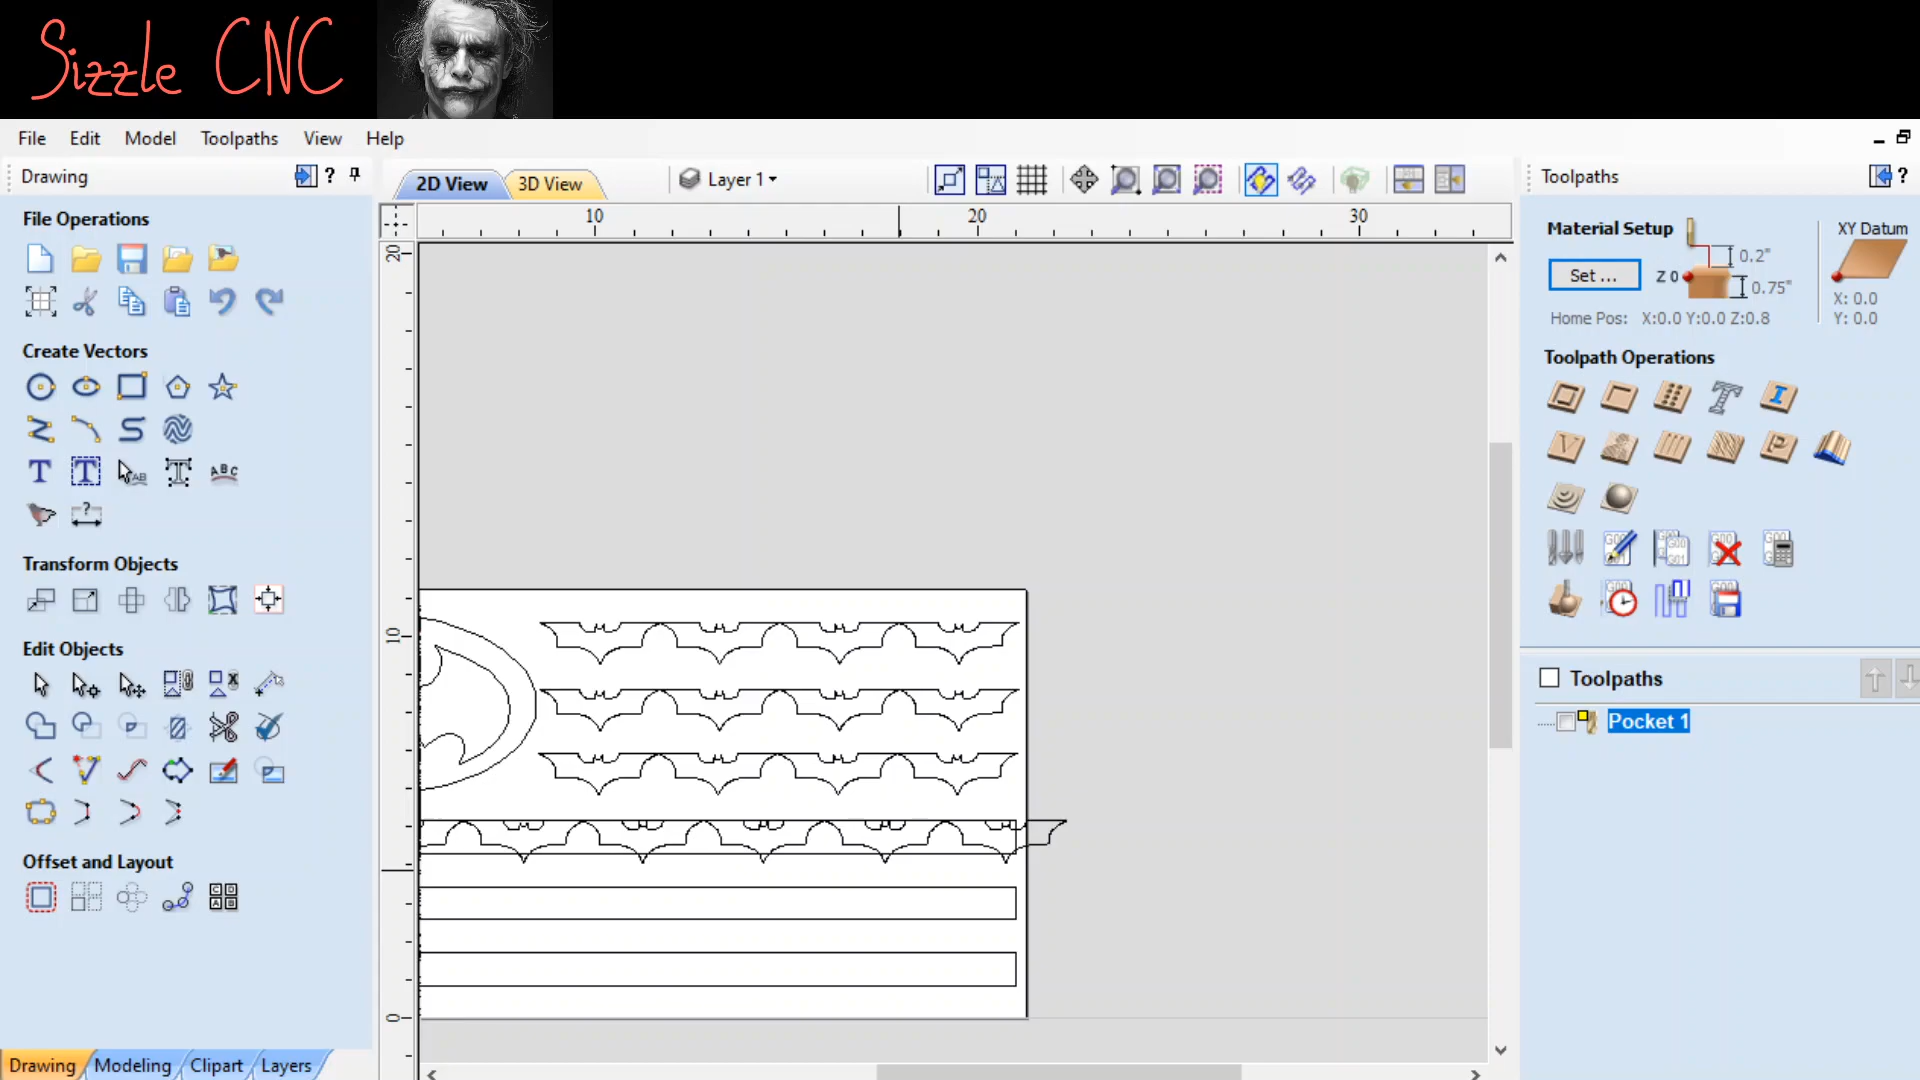 Sizzle CNC
File Edit Model Toolpaths View Help
Drawing ?
2D View 3D View Layer 1
Toolpaths ?
File Operations
10 20 30
20
10
0
Material Setup
XY Datum
0.2"
Set ...
Z 0
0.75"
X: 0.0
Y: 0.0
Home Pos: X:0.0 Y:0.0 Z:0.8
Create Vectors
Toolpath Operations
Transform Objects
Edit Objects
Toolpaths
Pocket 1
Offset and Layout
Drawing Modeling Clipart Layers